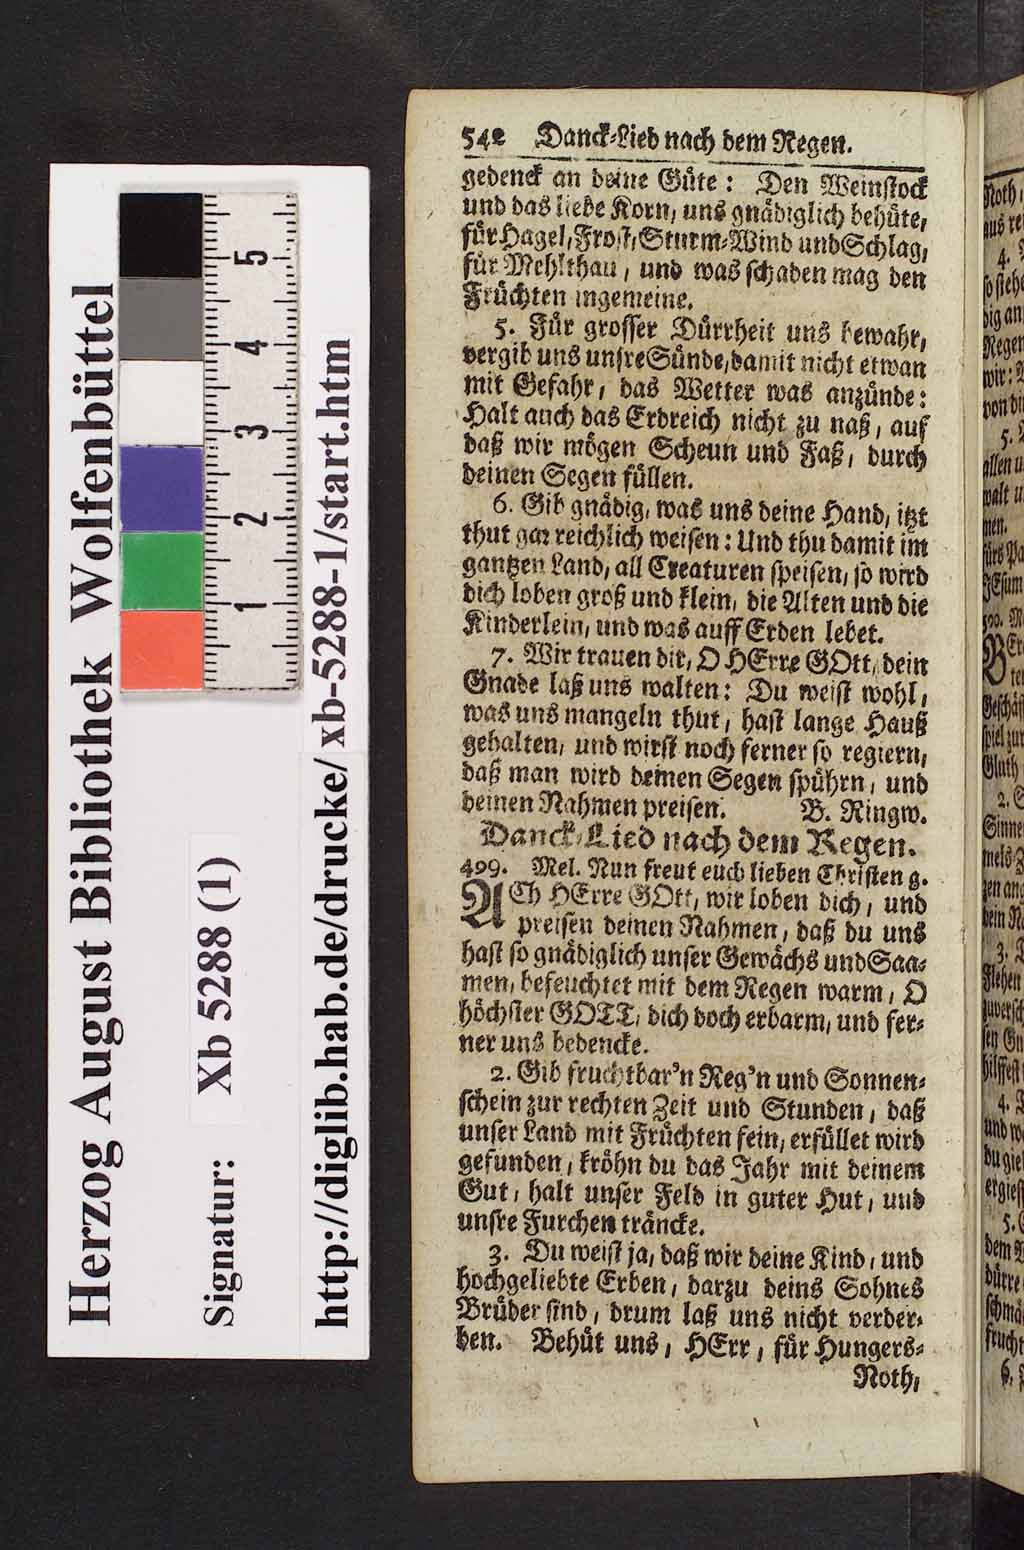 Herzog August Bibliothek Wolfenbüttel
Signatur: Xb 5288 (1)
http://diglib.hab.de/drucke/xb-5288-1/start.htm
5
4
3
2
1
542 Danck-Lied nach dem Regen.
gedenck an deine Güte: Den Weinstock
und das liebe Korn, uns gnädiglich behüte,
für Hagel, Frost, Sturm-Wind und Schlag,
für Mehlthau, und was schaden mag den
Früchten ingemeine.
5. Für grosser Dürrheit uns bewahr,
vergib uns unsre Sünde, damit nicht etwan
mit Gefahr, das Wetter was anzünde:
Halt auch das Erdreich nicht zu naß, auf
daß wir mögen Scheun und Faß, durch
deinen Segen füllen.
6. Gib gnädig, was uns deine Hand, itzt
thut gar reichlich weisen: Und thu damit im
gantzen Land, all Creaturen speisen, so wird
dich loben groß und klein, die Alten und die
Kinderlein, und was auff Erden lebet.
7. Wir trauen dir, O HErre GOtt, dein
Gnade laß uns walten: Du weist wohl,
was uns mangeln thut, hast lange Hauß
gehalten, und wirst noch ferner so regiern,
daß man wird deinen Segen spührn, und
deinen Nahmen preisen. B. Ringw.
Danck-Lied nach dem Regen.
499. Mel. Nun freut euch lieben Christen g.
ACh HErre GOtt, wir loben dich, und
preisen deinen Nahmen, daß du uns
hast so gnädiglich unser Gewächs und Saa-
men, befeuchtet mit dem Regen warm, O
höchster GOTT, dich doch erbarm, und fer-
ner uns bedencke.
2. Gib fruchtbar'n Reg'n und Sonnen-
schein zur rechten Zeit und Stunden, daß
unser Land mit Früchten fein, erfüllet wird
gefunden, kröhn du das Jahr mit deinem
Gut, halt unser Feld in guter Hut, und
unsre Furchen träncke.
3. Du weist ja, daß wir deine Kind, und
hochgeliebte Erben, darzu deins Sohnes
Brüder sind, drum laß uns nicht verder-
ben. Behüt uns, HErr, für Hungers-
Noth,